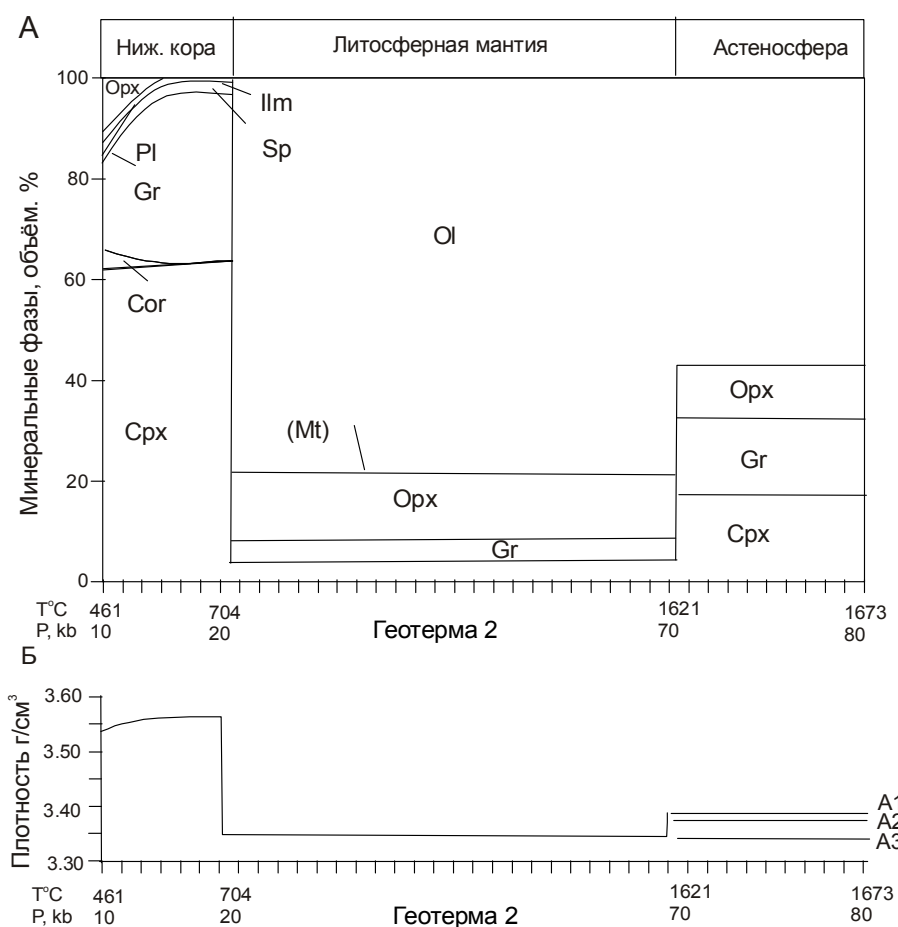 А
Ниж. кора
Литосферная мантия
Астеносфера
Минеральные фазы, объём. %
100
80
60
40
20
0
Opx
Ilm
Sp
Pl
Gr
Ol
Cor
Cpx
(Mt)
Opx
Gr
Opx
Gr
Cpx
T°C 461 704 1621 1673
P, kb 10 20 Геотерма 2 70 80
Б
Плотность г/см³
3.60
3.50
3.40
3.30
А1
А2
А3
T°C 461 704 1621 1673
P, kb 10 20 Геотерма 2 70 80